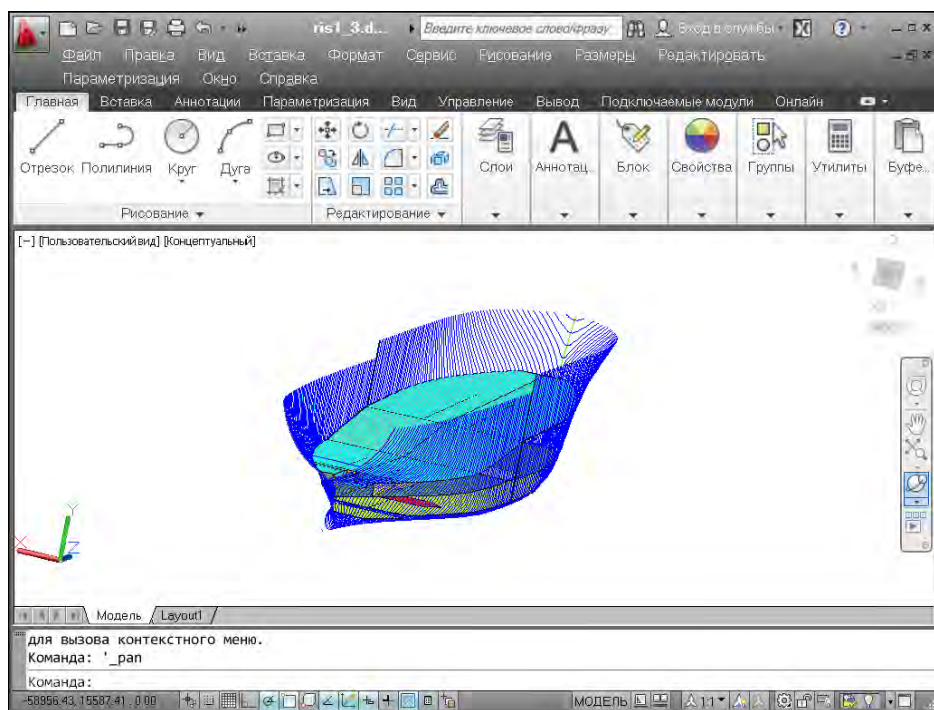 ris1_3.d...
Введите ключевое слово/фразу
Вход в службы
Файл Правка Вид Вставка Формат Сервис Рисование Размеры Редактировать
Параметризация Окно Справка
Главная Вставка Аннотации Параметризация Вид Управление Вывод Подключаемые модули Онлайн
Отрезок Полилиния Круг Дуга Слои Аннотац... Блок Свойства Группы Утилиты Буфе...
Рисование Редактирование
[−] [Пользовательский вид] [Концептуальный]
Y
X Z
Модель Layout1
для вызова контекстного меню.
Команда: '_pan
Команда:
-58956.43, 15587.41 , 0.00 МОДЕЛЬ 1:1